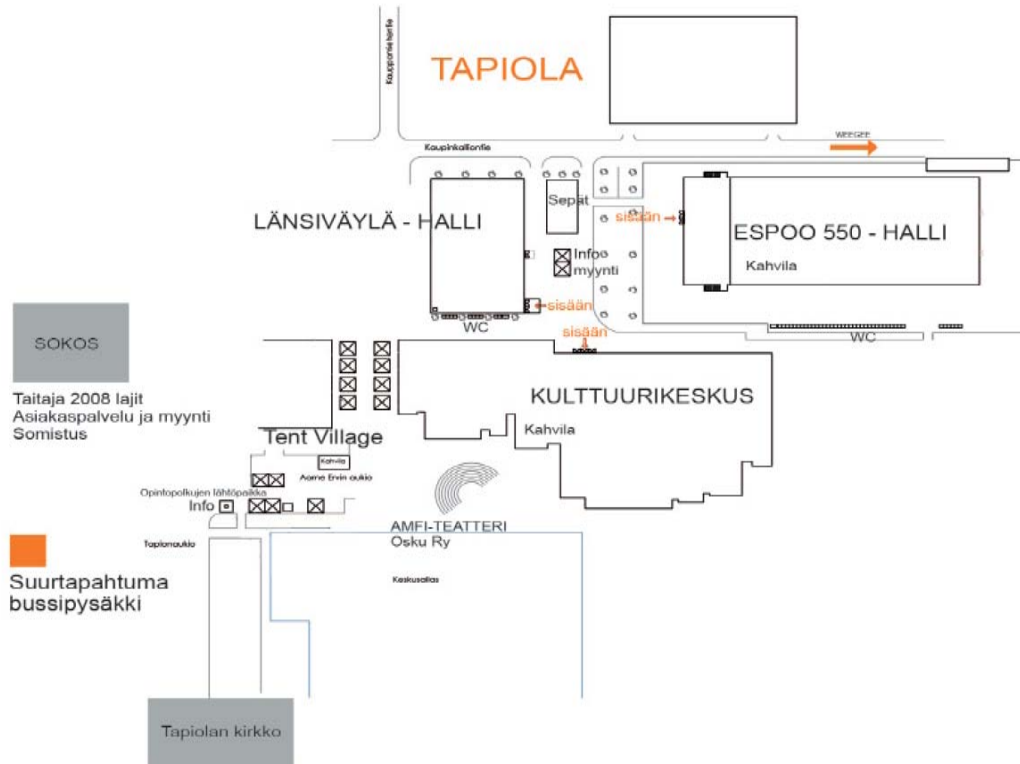 Kauppamiehentie
TAPIOLA
WEEGEE
Kaupinkalliontie
Sepät
LÄNSIVÄYLÄ - HALLI
sisään
ESPOO 550 - HALLI
Info
myynti
Kahvila
sisään
WC
sisään
WC
SOKOS
Taitaja 2008 lajit
Asiakaspalvelu ja myynti
Somistus
KULTTUURIKESKUS
Kahvila
Tent Village
Kahvila
Aarne Ervin aukio
Opintopolkujen lähtöpaikka
Info
AMFI-TEATTERI
Osku Ry
Tapionaukio
Keskusallas
Suurtapahtuma
bussipysäkki
Tapiolan kirkko